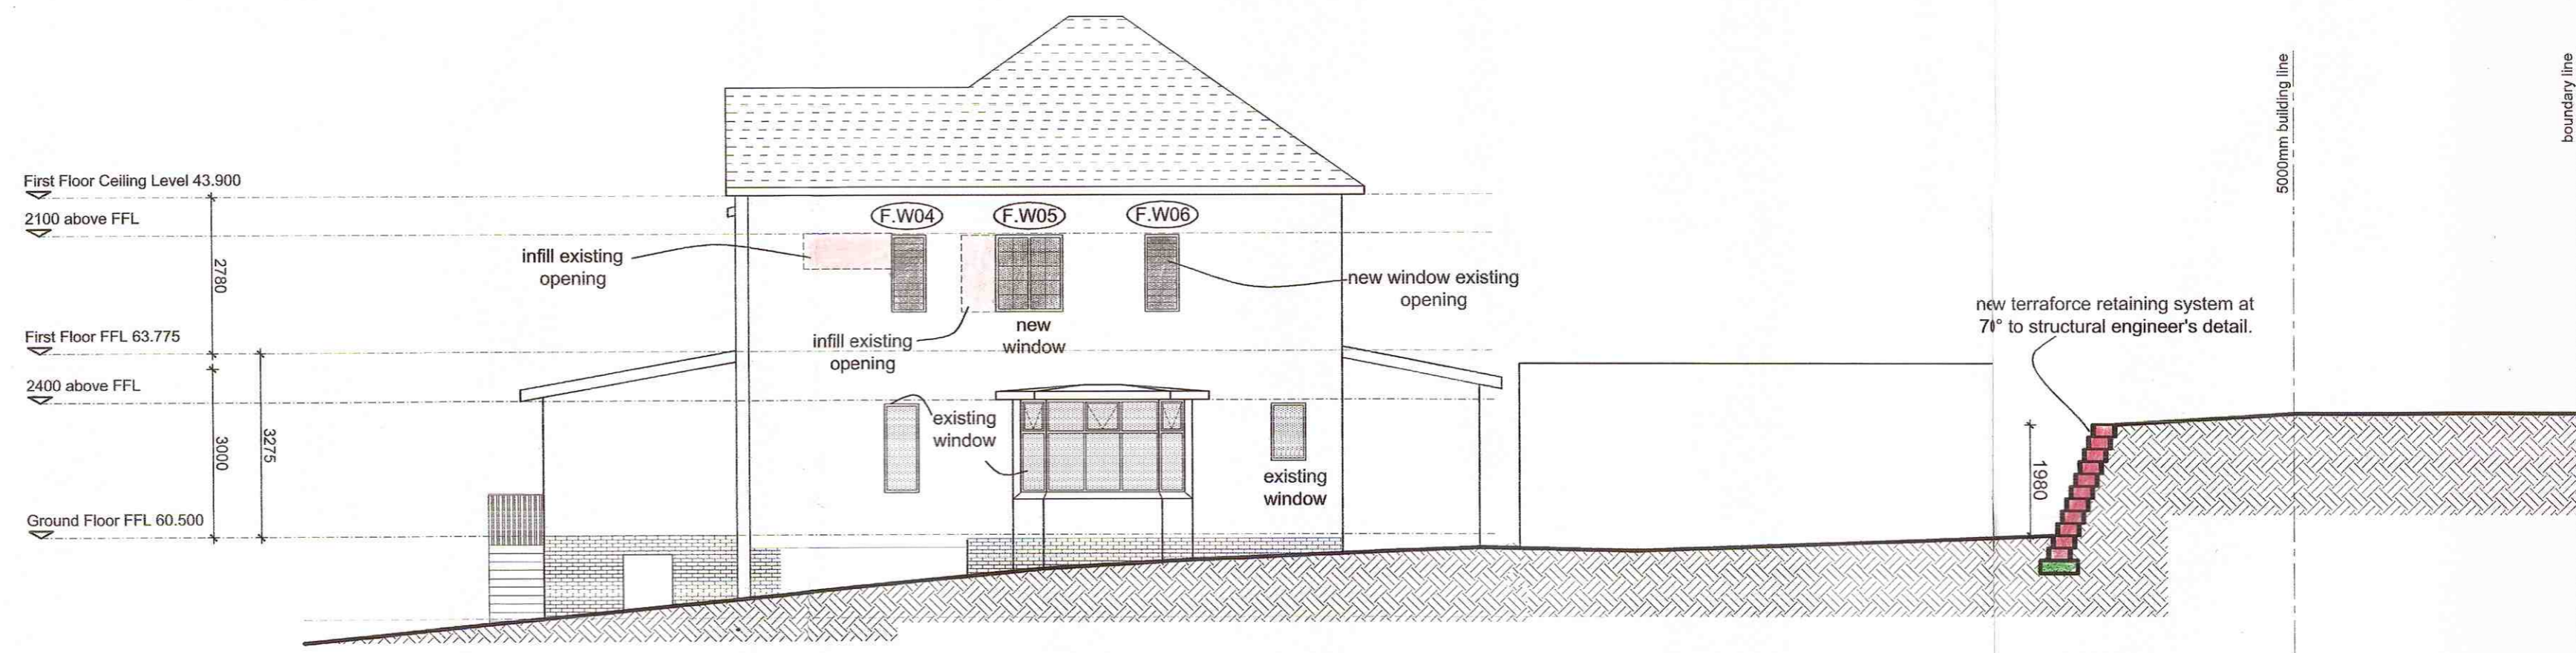 First Floor Ceiling Level 43.900
2100 above FFL
2780
First Floor FFL 63.775
2400 above FFL
3000
3275
Ground Floor FFL 60.500
F.W04
F.W05
F.W06
infill existing
opening
infill existing
opening
new
window
new window existing
opening
existing
window
existing
window
new terraforce retaining system at
70° to structural engineer's detail.
1980
5000mm building line
boundary line